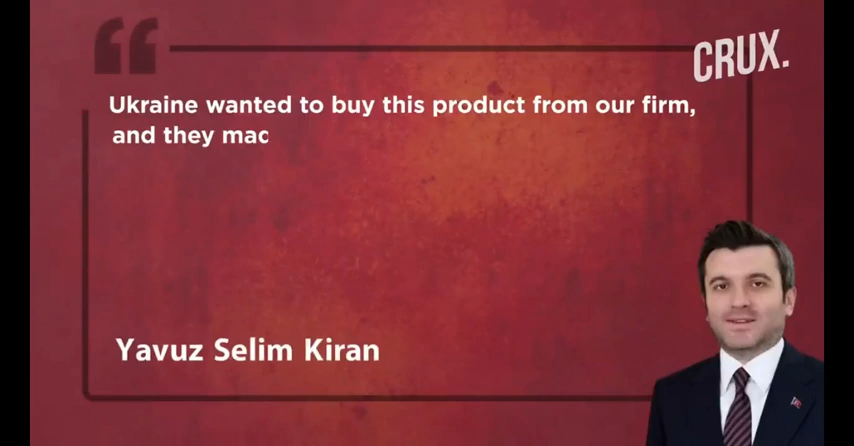 CRUX.
Ukraine wanted to buy this product from our firm,
and they mac
Yavuz Selim Kiran